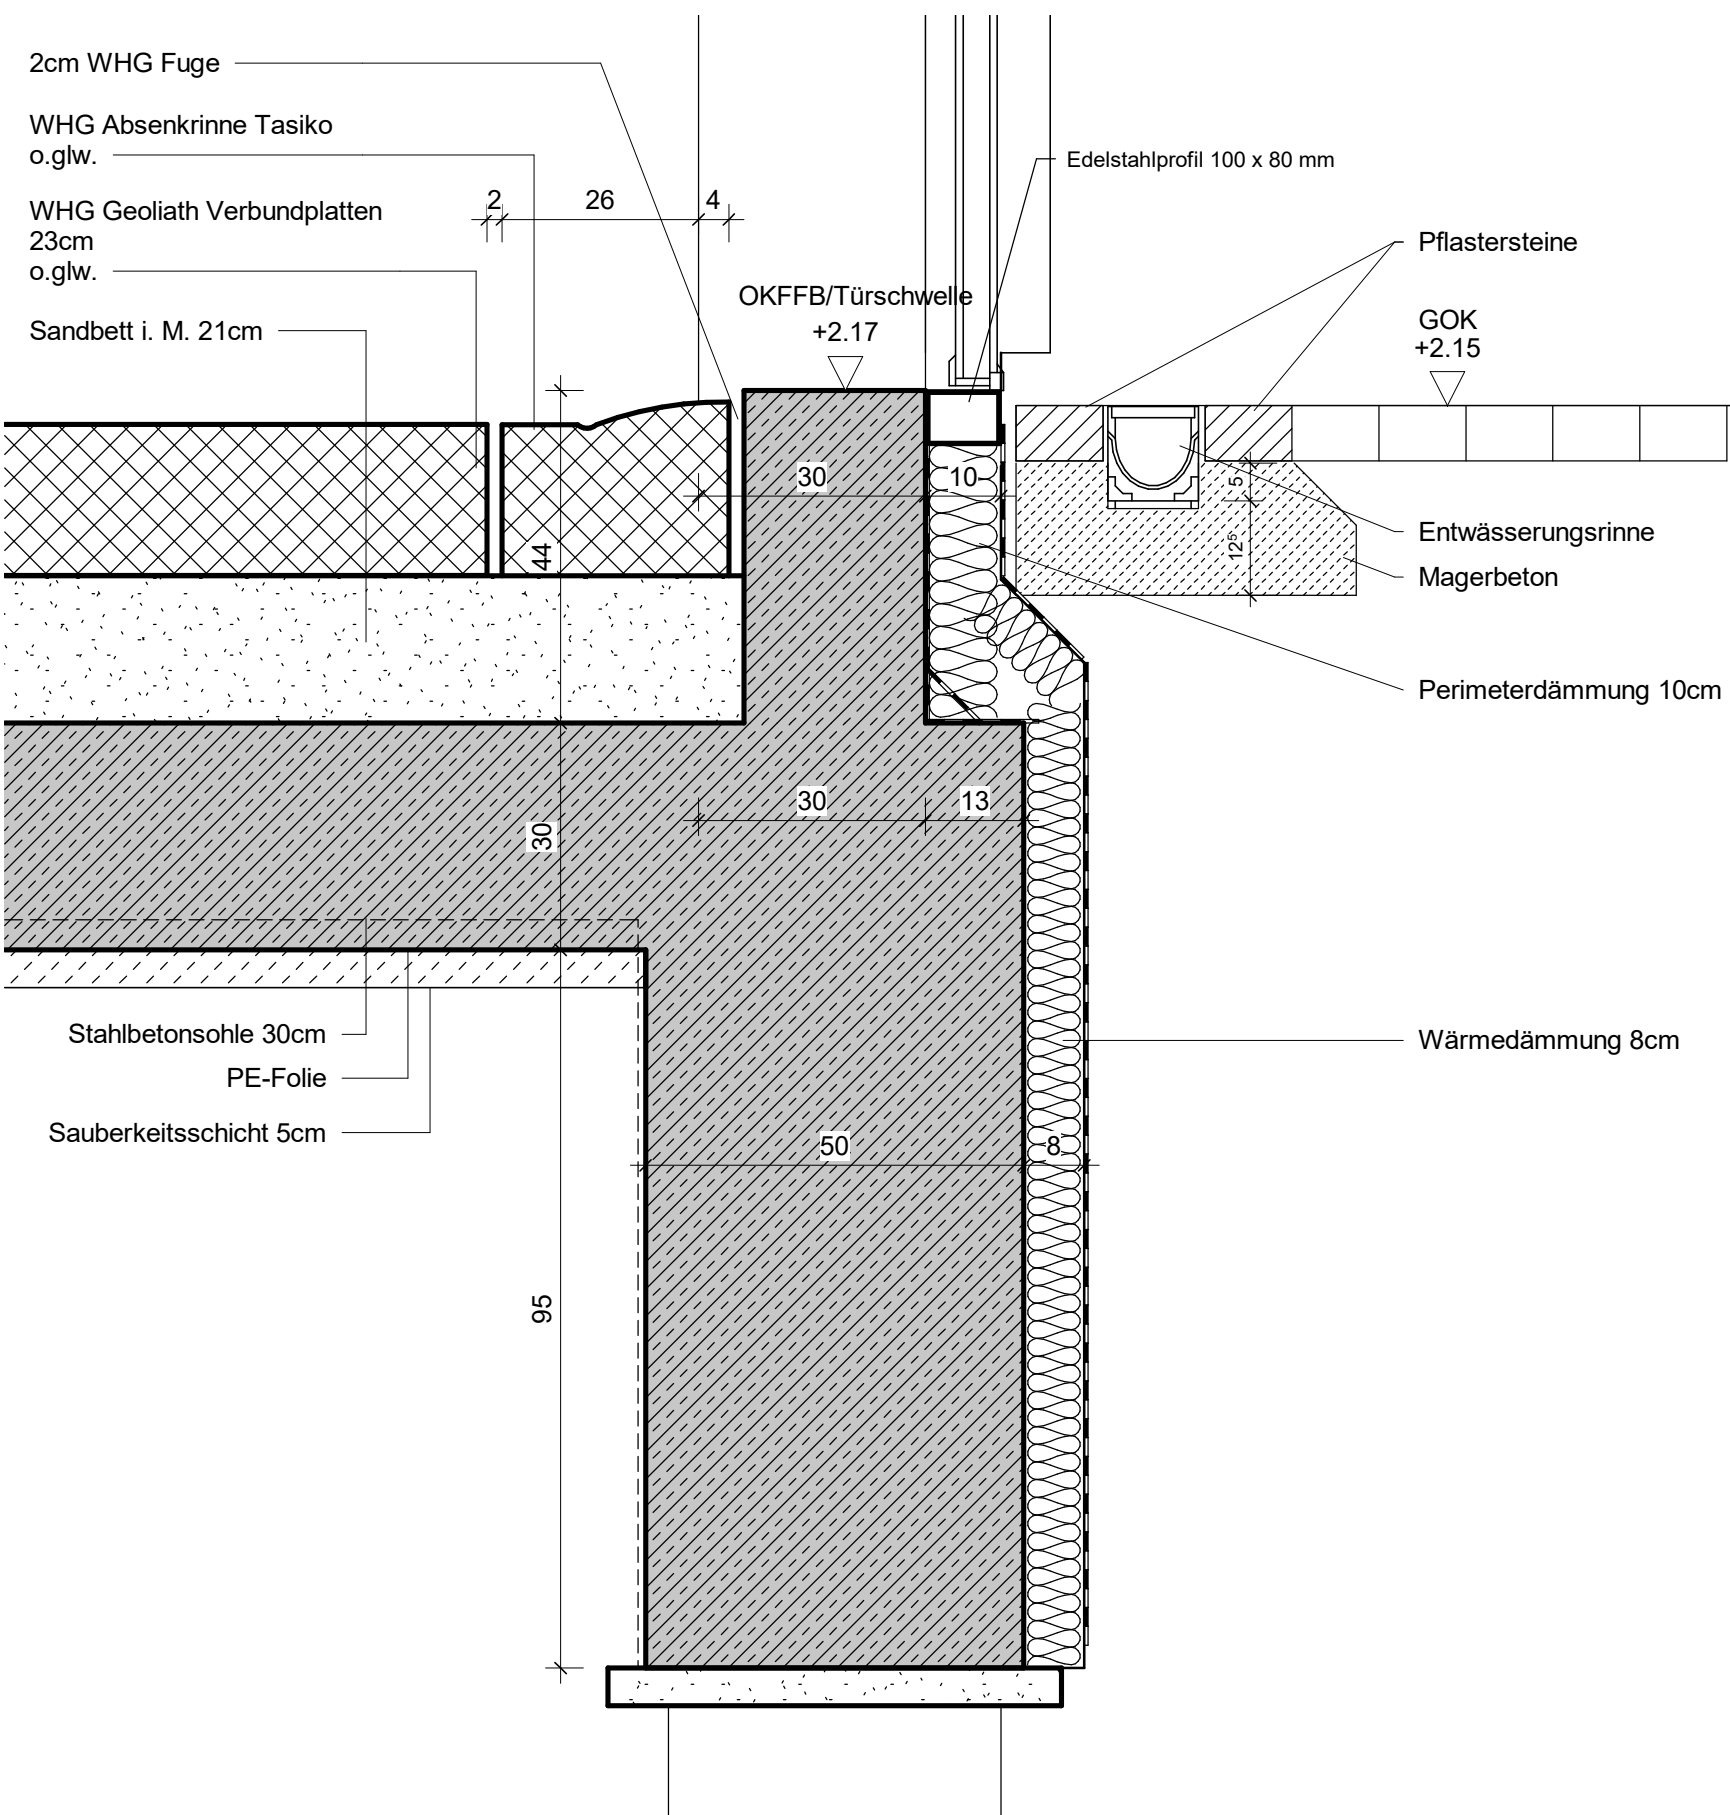 2cm WHG Fuge
WHG Absenkrinne Tasiko
o.glw.
WHG Geoliath Verbundplatten
23cm
o.glw.
Sandbett i. M. 21cm
2
26
4
OKFFB/Türschwelle
+2.17
Edelstahlprofil 100 x 80 mm
Pflastersteine
GOK
+2.15
30
10
5
12⁵
44
Entwässerungsrinne
Magerbeton
Perimeterdämmung 10cm
30
13
30
Stahlbetonsohle 30cm
PE-Folie
Sauberkeitsschicht 5cm
Wärmedämmung 8cm
50
8
95